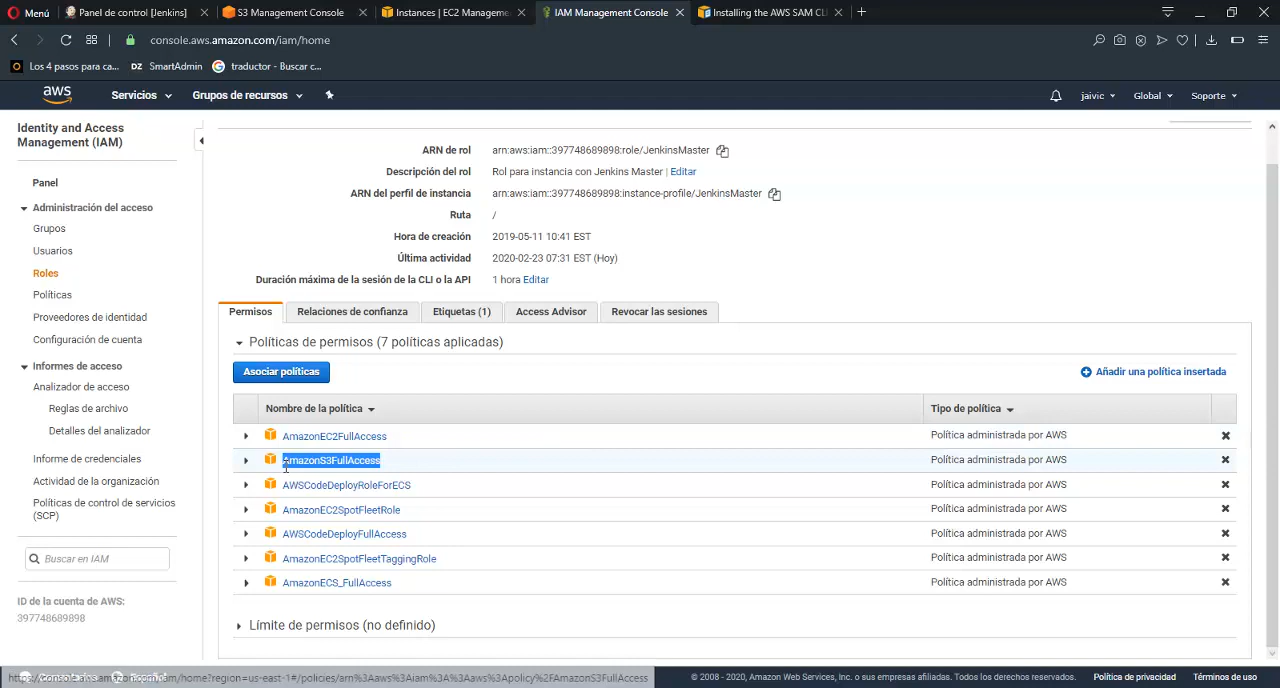 Menú
Panel de control [Jenkins]
S3 Management Console
Instances | EC2 Manageme
IAM Management Console
Installing the AWS SAM CL
console.aws.amazon.com/iam/home
Los 4 pasos para ca...
DZ SmartAdmin
traductor - Buscar c...
aws
Servicios
Grupos de recursos
jaivic
Global
Soporte
Identity and Access
Management (IAM)
Panel
Administración del acceso
Grupos
Usuarios
Roles
Políticas
Proveedores de identidad
Configuración de cuenta
Informes de acceso
Analizador de acceso
Reglas de archivo
Detalles del analizador
Informe de credenciales
Actividad de la organización
Políticas de control de servicios
(SCP)
Buscar en IAM
ID de la cuenta de AWS:
397748689898
ARN de rol arn:aws:iam::397748689898:role/JenkinsMaster
Descripción del rol Rol para instancia con Jenkins Master | Editar
ARN del perfil de instancia arn:aws:iam::397748689898:instance-profile/JenkinsMaster
Ruta /
Hora de creación 2019-05-11 10:41 EST
Última actividad 2020-02-23 07:31 EST (Hoy)
Duración máxima de la sesión de la CLI o la API 1 hora Editar
Permisos
Relaciones de confianza
Etiquetas (1)
Access Advisor
Revocar las sesiones
Políticas de permisos (7 políticas aplicadas)
Asociar políticas
Añadir una política insertada
Nombre de la política Tipo de política
AmazonEC2FullAccess Política administrada por AWS
AmazonS3FullAccess Política administrada por AWS
AWSCodeDeployRoleForECS Política administrada por AWS
AmazonEC2SpotFleetRole Política administrada por AWS
AWSCodeDeployFullAccess Política administrada por AWS
AmazonEC2SpotFleetTaggingRole Política administrada por AWS
AmazonECS_FullAccess Política administrada por AWS
Límite de permisos (no definido)
https://console.aws.amazon.com/iam/home?region=us-east-1#/policies/arn%3Aaws%3Aiam%3A%3Aaws%3Apolicy%2FAmazonS3FullAccess
© 2008 - 2020, Amazon Web Services, Inc. o sus empresas afiliadas. Todos los derechos reservados.
Política de privacidad
Términos de uso